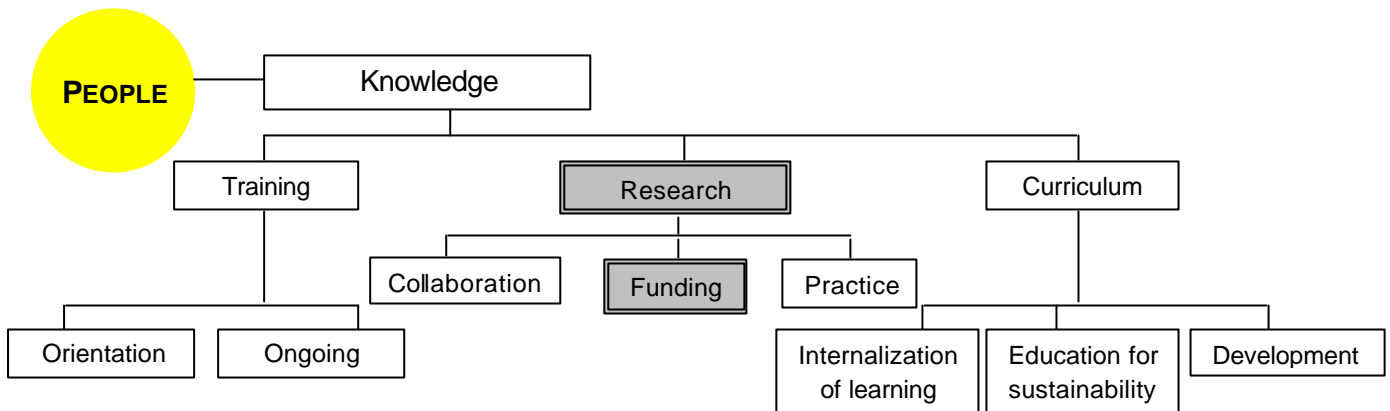 PEOPLE
Knowledge
Training
Research
Curriculum
Collaboration
Funding
Practice
Orientation
Ongoing
Internalization
of learning
Education for
sustainability
Development